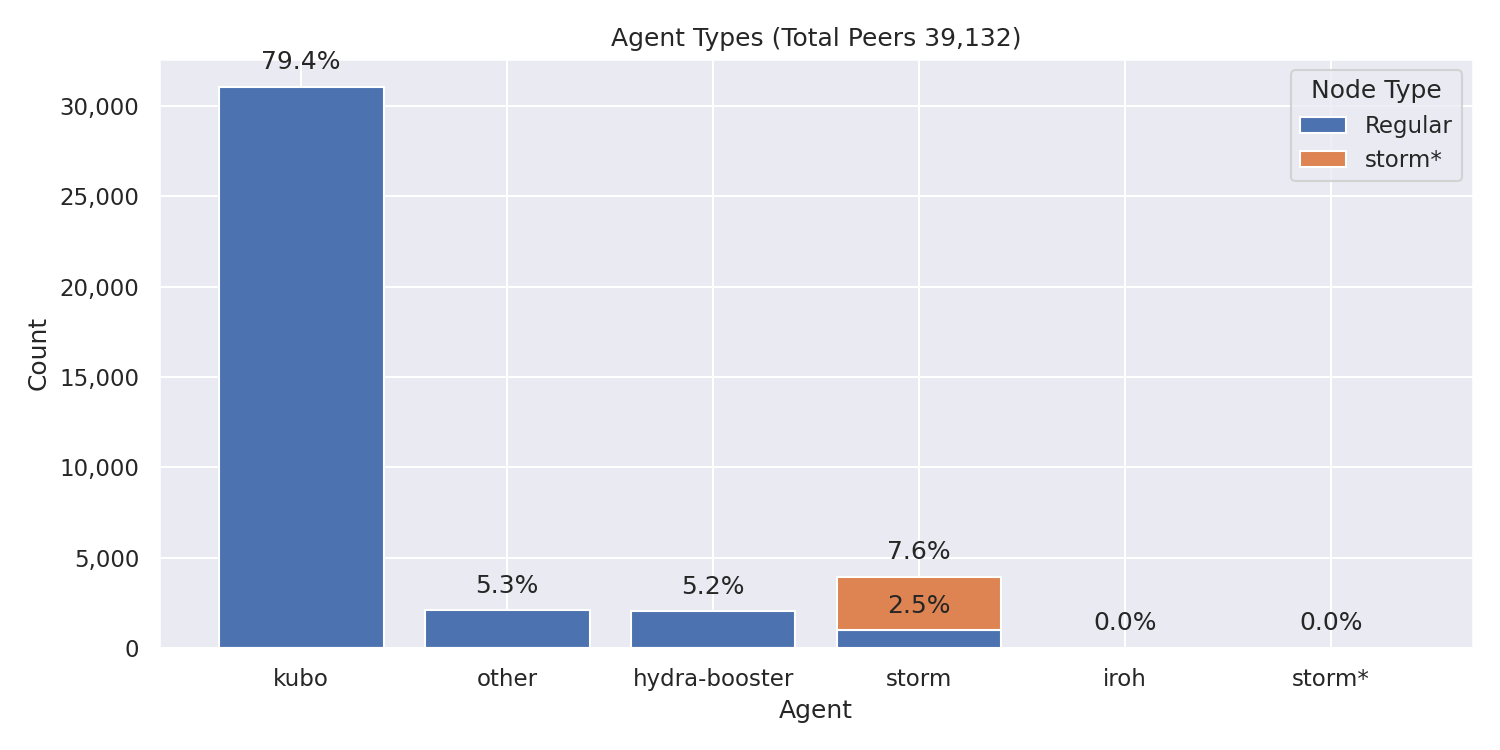 Agent Types (Total Peers 39,132)
Node Type
Regular
storm*
Count
30,000
25,000
20,000
15,000
10,000
5,000
0
79.4%
5.3%
5.2%
7.6%
2.5%
0.0%
0.0%
kubo
other
hydra-booster
storm
iroh
storm*
Agent